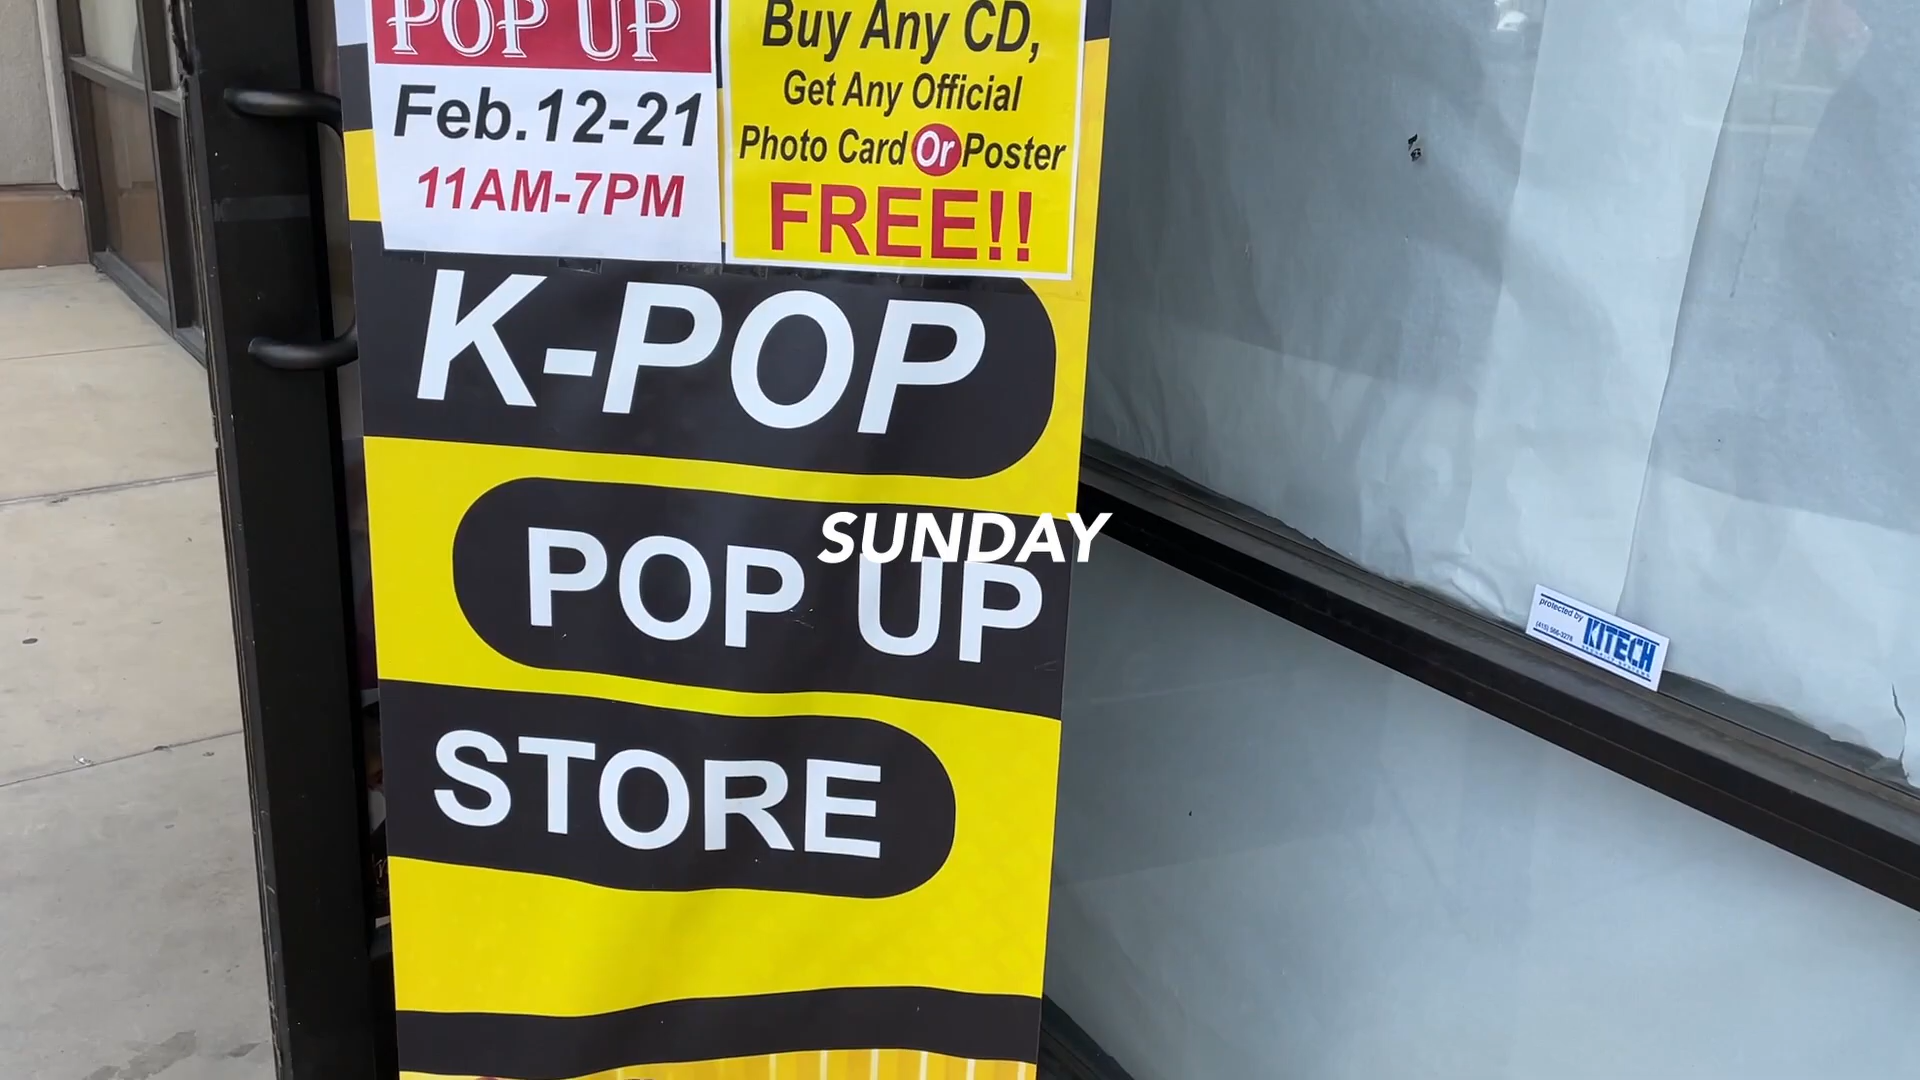 POP UP
Feb.12-21
11AM-7PM
Buy Any CD,
Get Any Official
Photo Card Or Poster
FREE!!
K-POP
POP UP
STORE
SUNDAY
protected by
KITECH